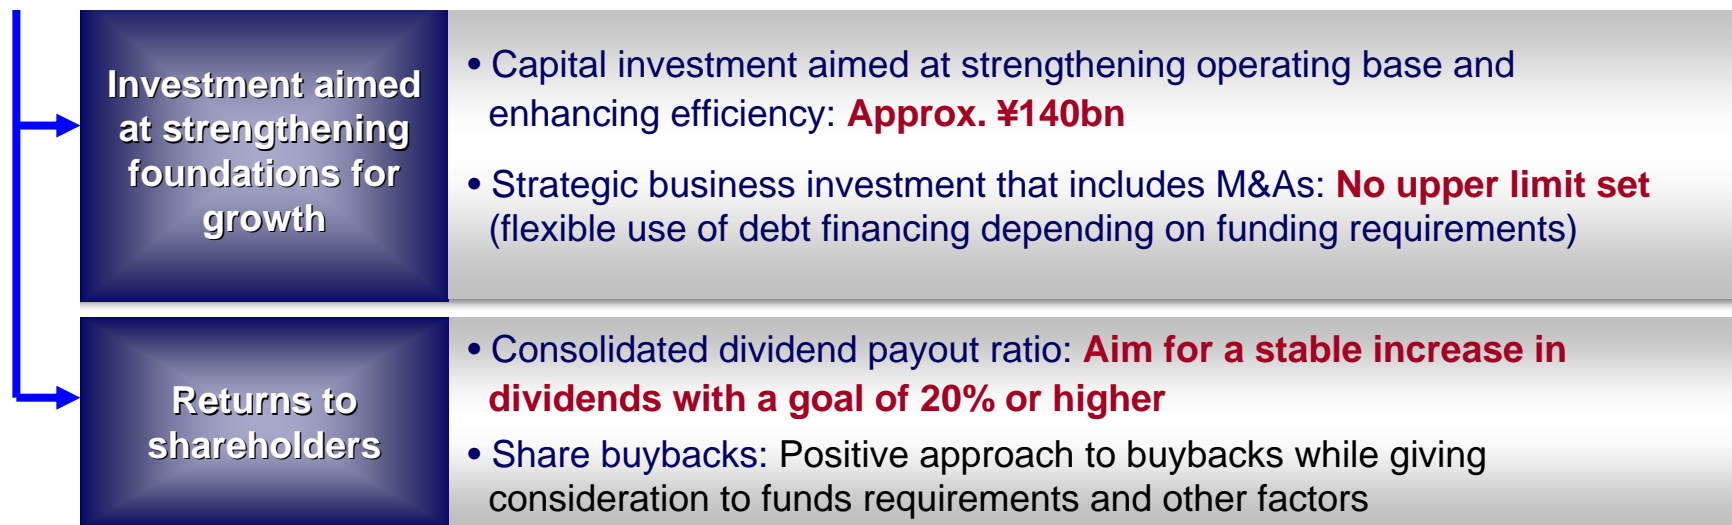 Investment aimed
at strengthening
foundations for
growth
• Capital investment aimed at strengthening operating base and
enhancing efficiency: Approx. ¥140bn
• Strategic business investment that includes M&As: No upper limit set
(flexible use of debt financing depending on funding requirements)
Returns to
shareholders
• Consolidated dividend payout ratio: Aim for a stable increase in
dividends with a goal of 20% or higher
• Share buybacks: Positive approach to buybacks while giving
consideration to funds requirements and other factors